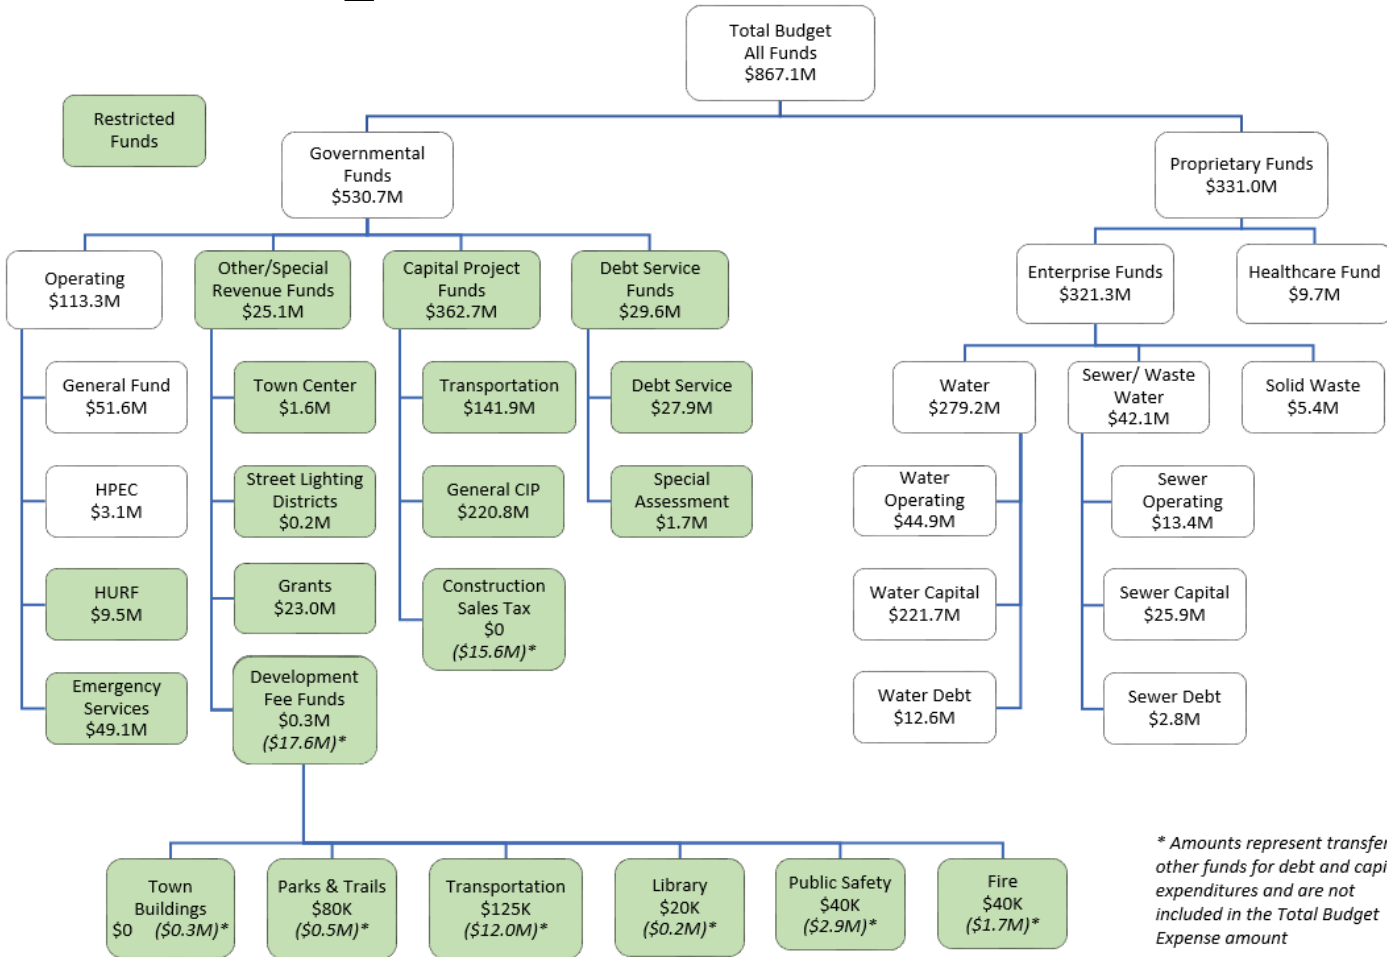 Total Budget
All Funds
$867.1M
Restricted
Funds
Governmental
Funds
$530.7M
Proprietary Funds
$331.0M
Operating
$113.3M
Other/Special
Revenue Funds
$25.1M
Capital Project
Funds
$362.7M
Debt Service
Funds
$29.6M
Enterprise Funds
$321.3M
Healthcare Fund
$9.7M
General Fund
$51.6M
Town Center
$1.6M
Transportation
$141.9M
Debt Service
$27.9M
Water
$279.2M
Sewer/ Waste
Water
$42.1M
Solid Waste
$5.4M
HPEC
$3.1M
Street Lighting
Districts
$0.2M
General CIP
$220.8M
Special
Assessment
$1.7M
Water
Operating
$44.9M
Sewer
Operating
$13.4M
HURF
$9.5M
Grants
$23.0M
Construction
Sales Tax
$0
($15.6M)*
Water Capital
$221.7M
Sewer Capital
$25.9M
Emergency
Services
$49.1M
Development
Fee Funds
$0.3M
($17.6M)*
Water Debt
$12.6M
Sewer Debt
$2.8M
Town
Buildings
$0 ($0.3M)*
Parks & Trails
$80K
($0.5M)*
Transportation
$125K
($12.0M)*
Library
$20K
($0.2M)*
Public Safety
$40K
($2.9M)*
Fire
$40K
($1.7M)*
* Amounts represent transfer
other funds for debt and capi
expenditures and are not
included in the Total Budget
Expense amount